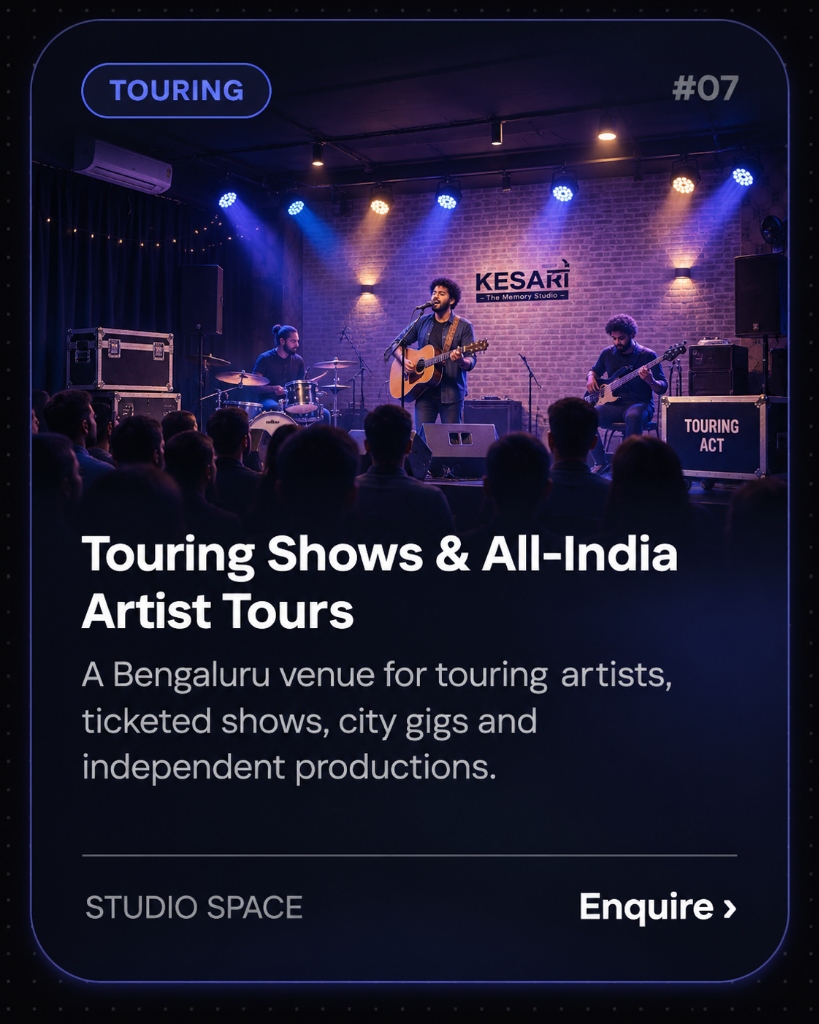 TOURING
#07
KESARI
– The Memory Studio –
TOURING
ACT
Touring Shows & All-India
Artist Tours
A Bengaluru venue for touring artists,
ticketed shows, city gigs and
independent productions.
STUDIO SPACE
Enquire ›